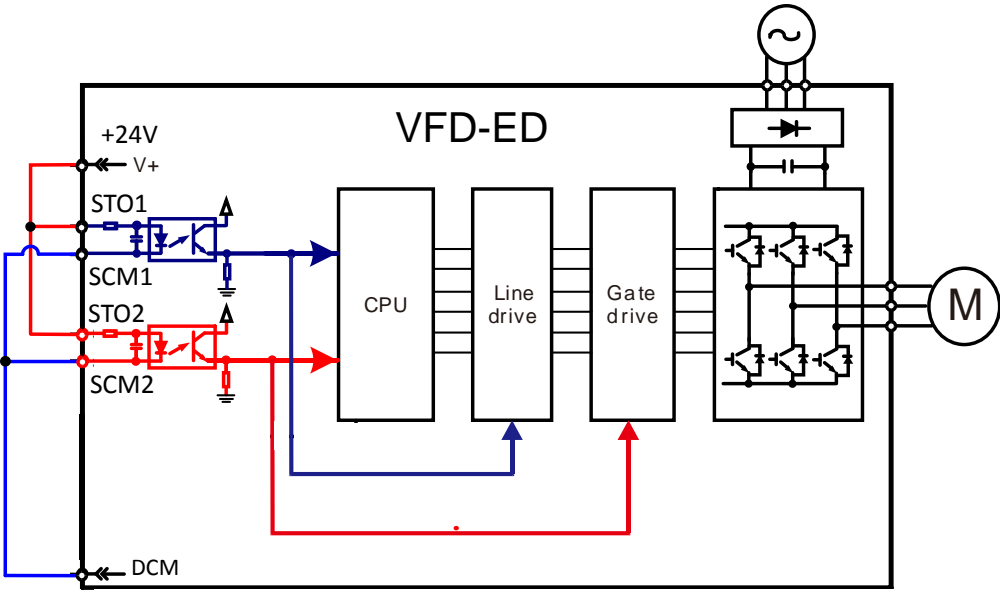 VFD-ED
+24V
V+
STO1
SCM1
STO2
SCM2
CPU
Line
drive
Gate
drive
M
DCM